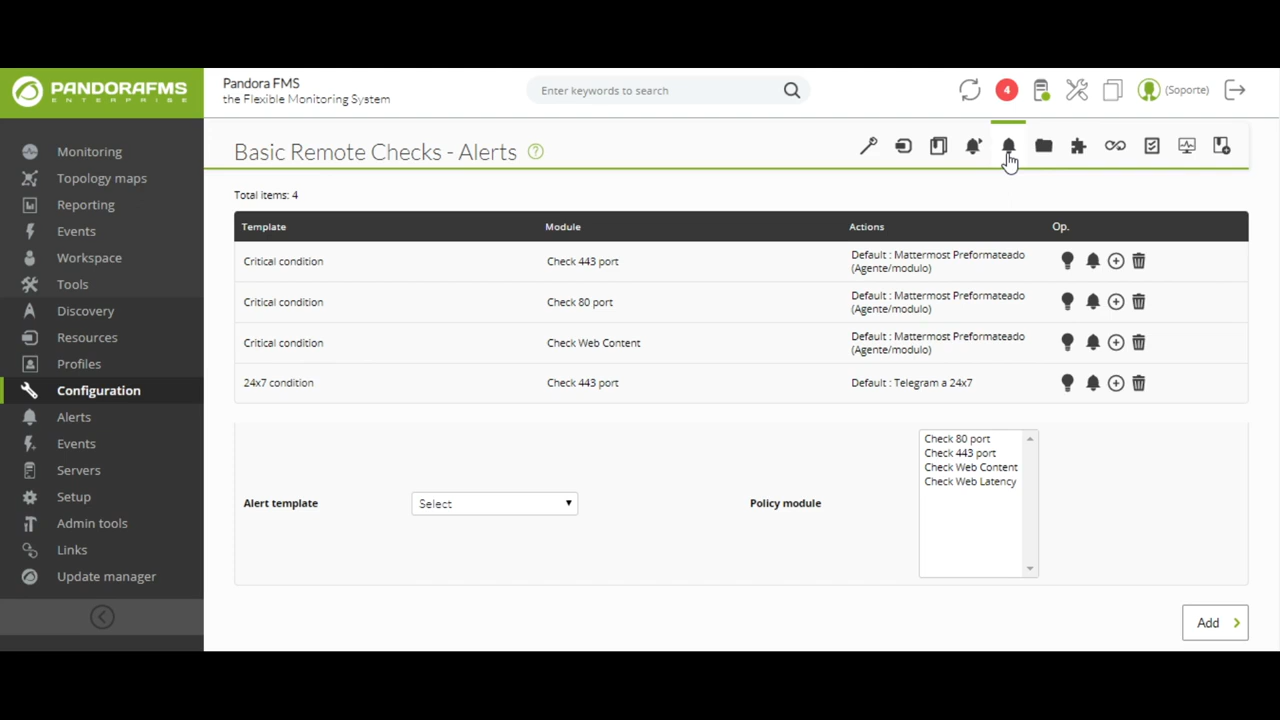 PANDORAFMS
ENTERPRISE
Pandora FMS
the Flexible Monitoring System
Enter keywords to search
4
(Soporte)
Monitoring
Topology maps
Reporting
Events
Workspace
Tools
Discovery
Resources
Profiles
Configuration
Alerts
Events
Servers
Setup
Admin tools
Links
Update manager
Basic Remote Checks - Alerts ?
Total items: 4
Template Module Actions Op.
Critical condition Check 443 port Default : Mattermost Preformateado
(Agente/modulo)
Critical condition Check 80 port Default : Mattermost Preformateado
(Agente/modulo)
Critical condition Check Web Content Default : Mattermost Preformateado
(Agente/modulo)
24x7 condition Check 443 port Default : Telegram a 24x7
Alert template Select Policy module
Check 80 port
Check 443 port
Check Web Content
Check Web Latency
Add